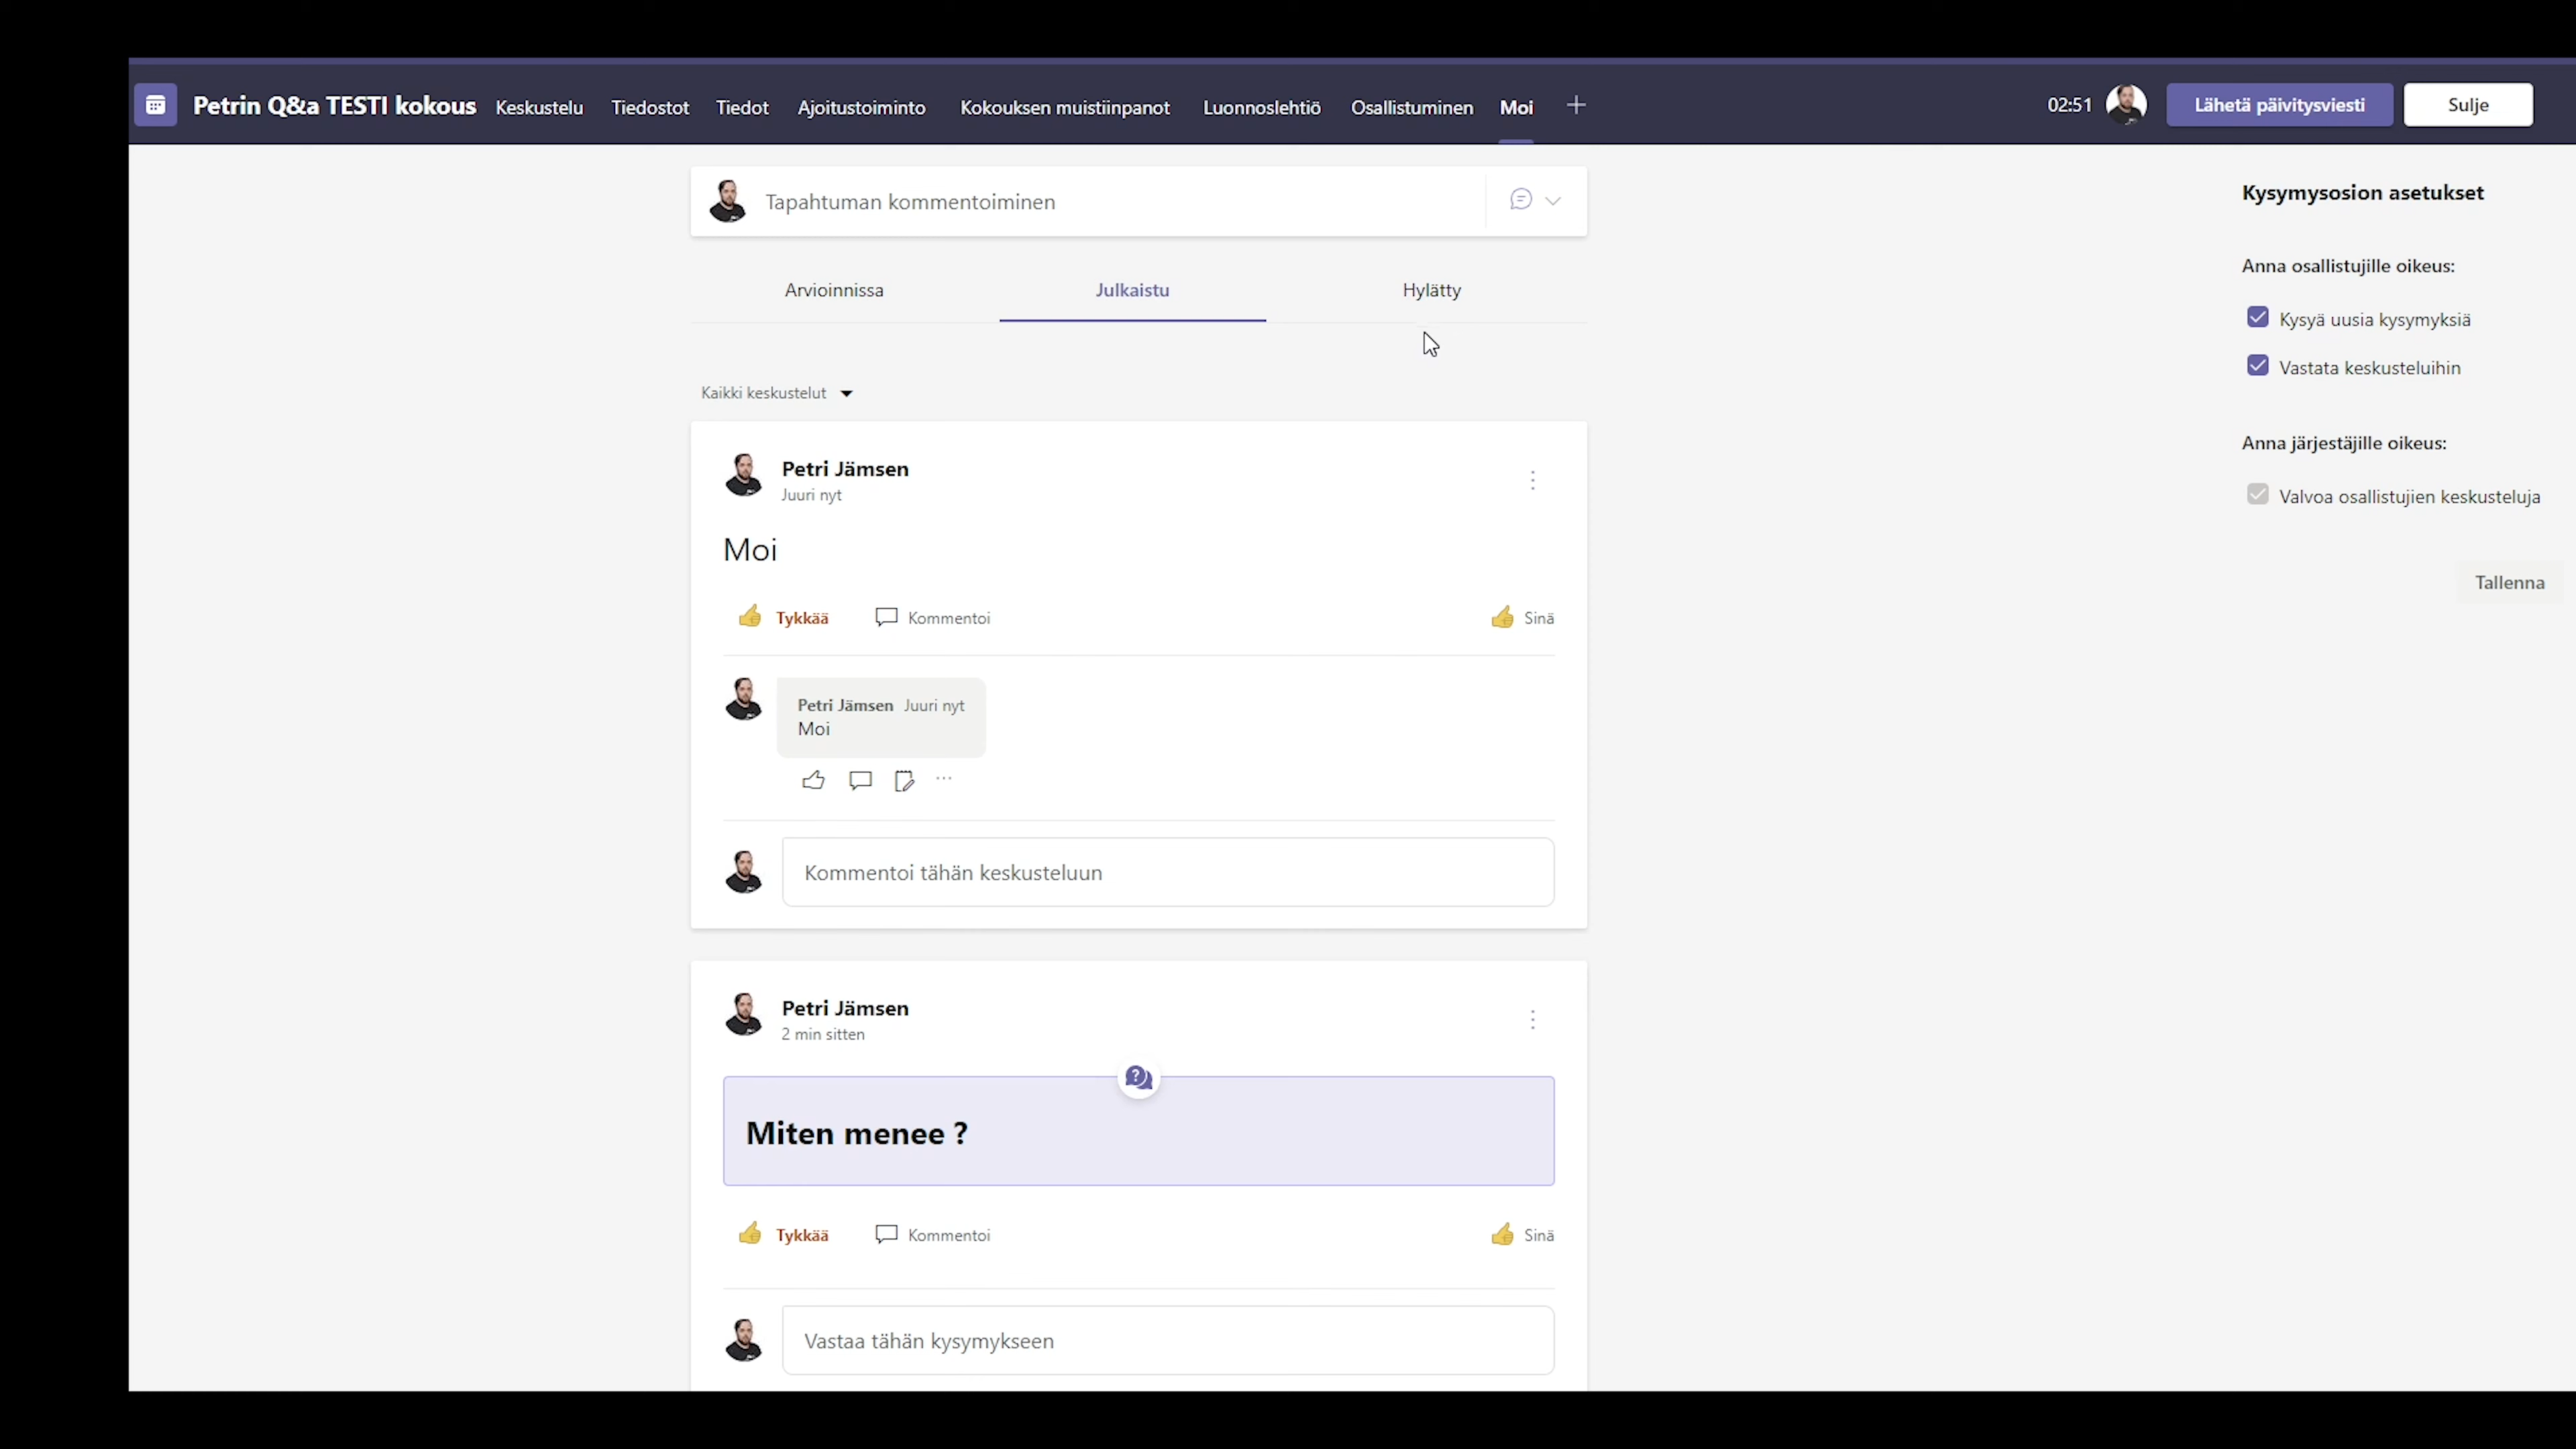 Petrin Q&a TESTI kokous Keskustelu Tiedostot Tiedot Ajoitustoiminto Kokouksen muistiinpanot Luonnoslehtiö Osallistuminen Moi 02:51 Lähetä päivitysviesti Sulje
Tapahtuman kommentoiminen
Arvioinnissa Julkaistu Hylätty
Kaikki keskustelut
Petri Jämsen
Juuri nyt
Moi
Tykkää Kommentoi Sinä
Petri Jämsen Juuri nyt
Moi
Kommentoi tähän keskusteluun
Petri Jämsen
2 min sitten
Miten menee ?
Tykkää Kommentoi Sinä
Vastaa tähän kysymykseen
Kysymysosion asetukset
Anna osallistujille oikeus:
Kysyä uusia kysymyksiä
Vastata keskusteluihin
Anna järjestäjille oikeus:
Valvoa osallistujien keskusteluja
Tallenna